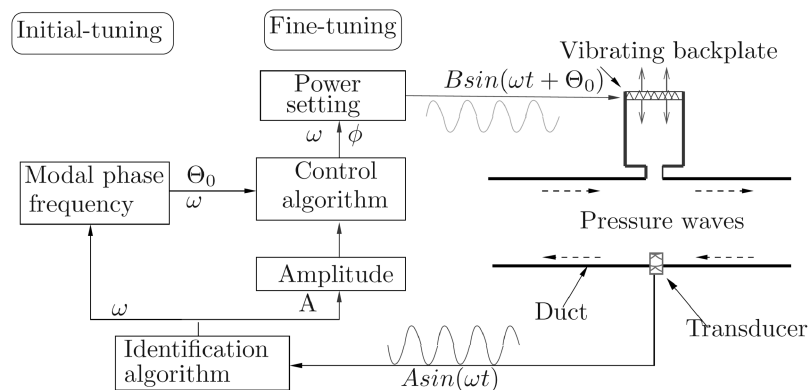 Initial-tuning
Fine-tuning
Vibrating backplate
Power
setting
Bsin(ωt + Θ₀)
ω
ϕ
Modal phase
frequency
Θ₀
ω
Control
algorithm
Pressure waves
Amplitude
ω
A
Duct
Transducer
Identification
algorithm
Asin(ωt)